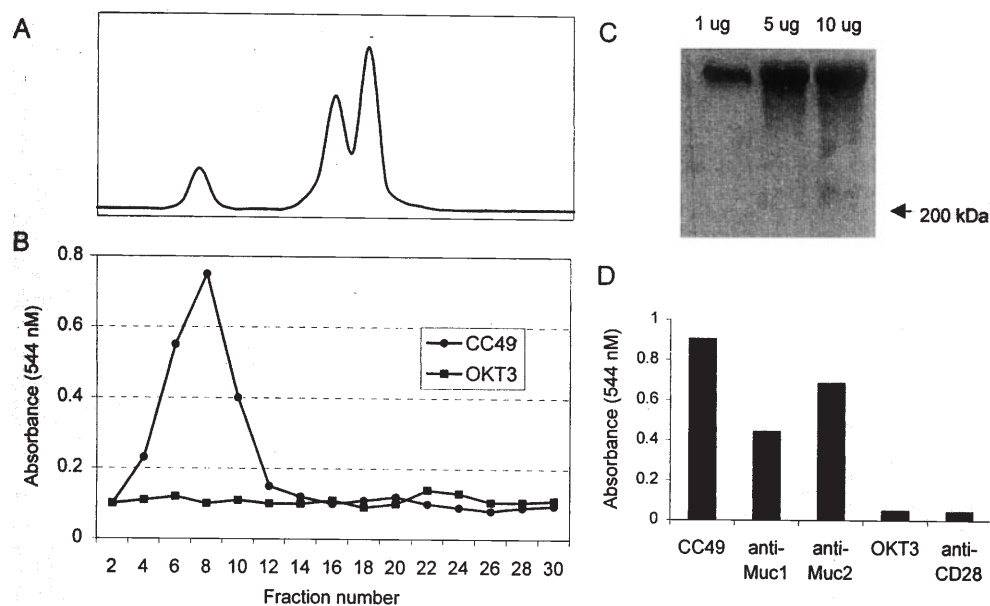 A
B
Absorbance (544 nM)
0.8
0.6
0.4
0.2
0
CC49
OKT3
2 4 6 8 10 12 14 16 18 20 22 24 26 28 30
Fraction number
C
1 ug 5 ug 10 ug
200 kDa
D
Absorbance (544 nM)
1
0.8
0.6
0.4
0.2
0
CC49 anti- anti- OKT3 anti-
Muc1 Muc2 CD28